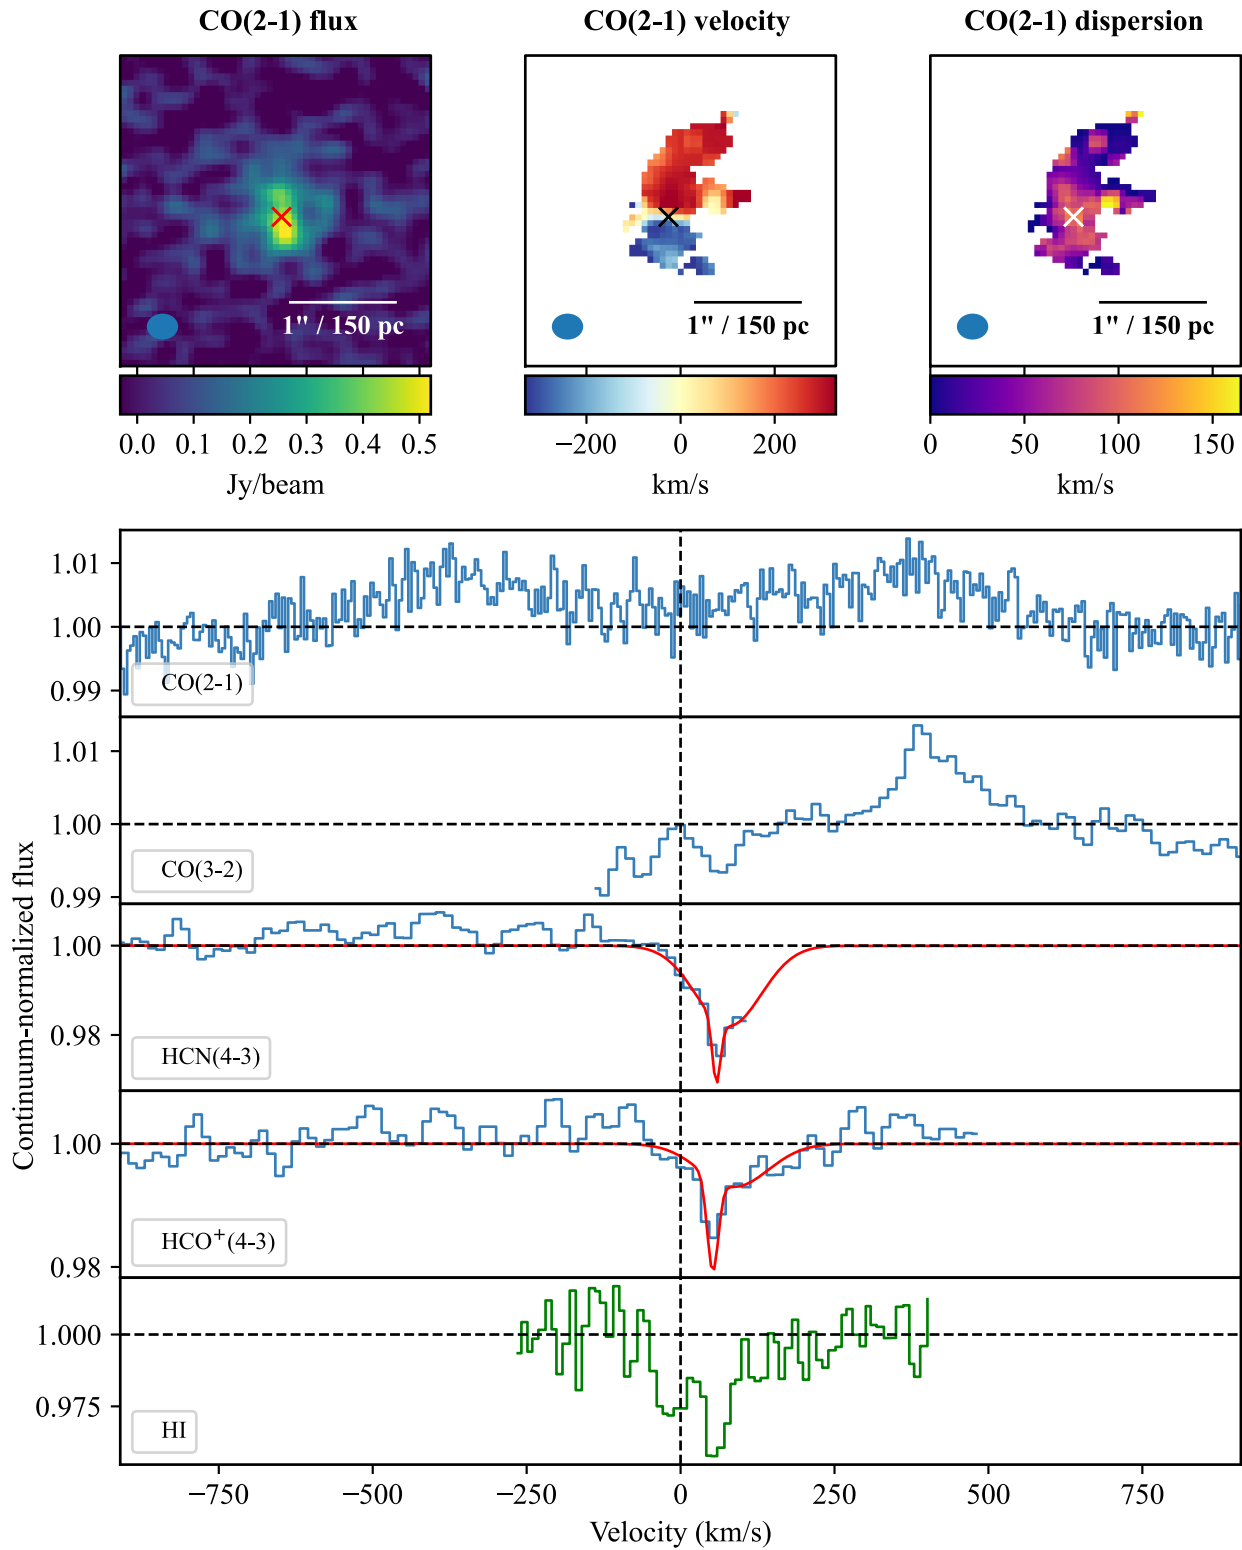 CO(2-1) flux CO(2-1) velocity CO(2-1) dispersion
1" / 150 pc 1" / 150 pc 1" / 150 pc
0.0 0.1 0.2 0.3 0.4 0.5 −200 0 200 0 50 100 150
Jy/beam km/s km/s
1.01
1.00
0.99
CO(2-1)
1.01
1.00
0.99
CO(3-2)
1.00
0.98
HCN(4-3)
1.00
0.98
HCO⁺(4-3)
1.000
0.975
HI
Continuum-normalized flux
−750 −500 −250 0 250 500 750
Velocity (km/s)